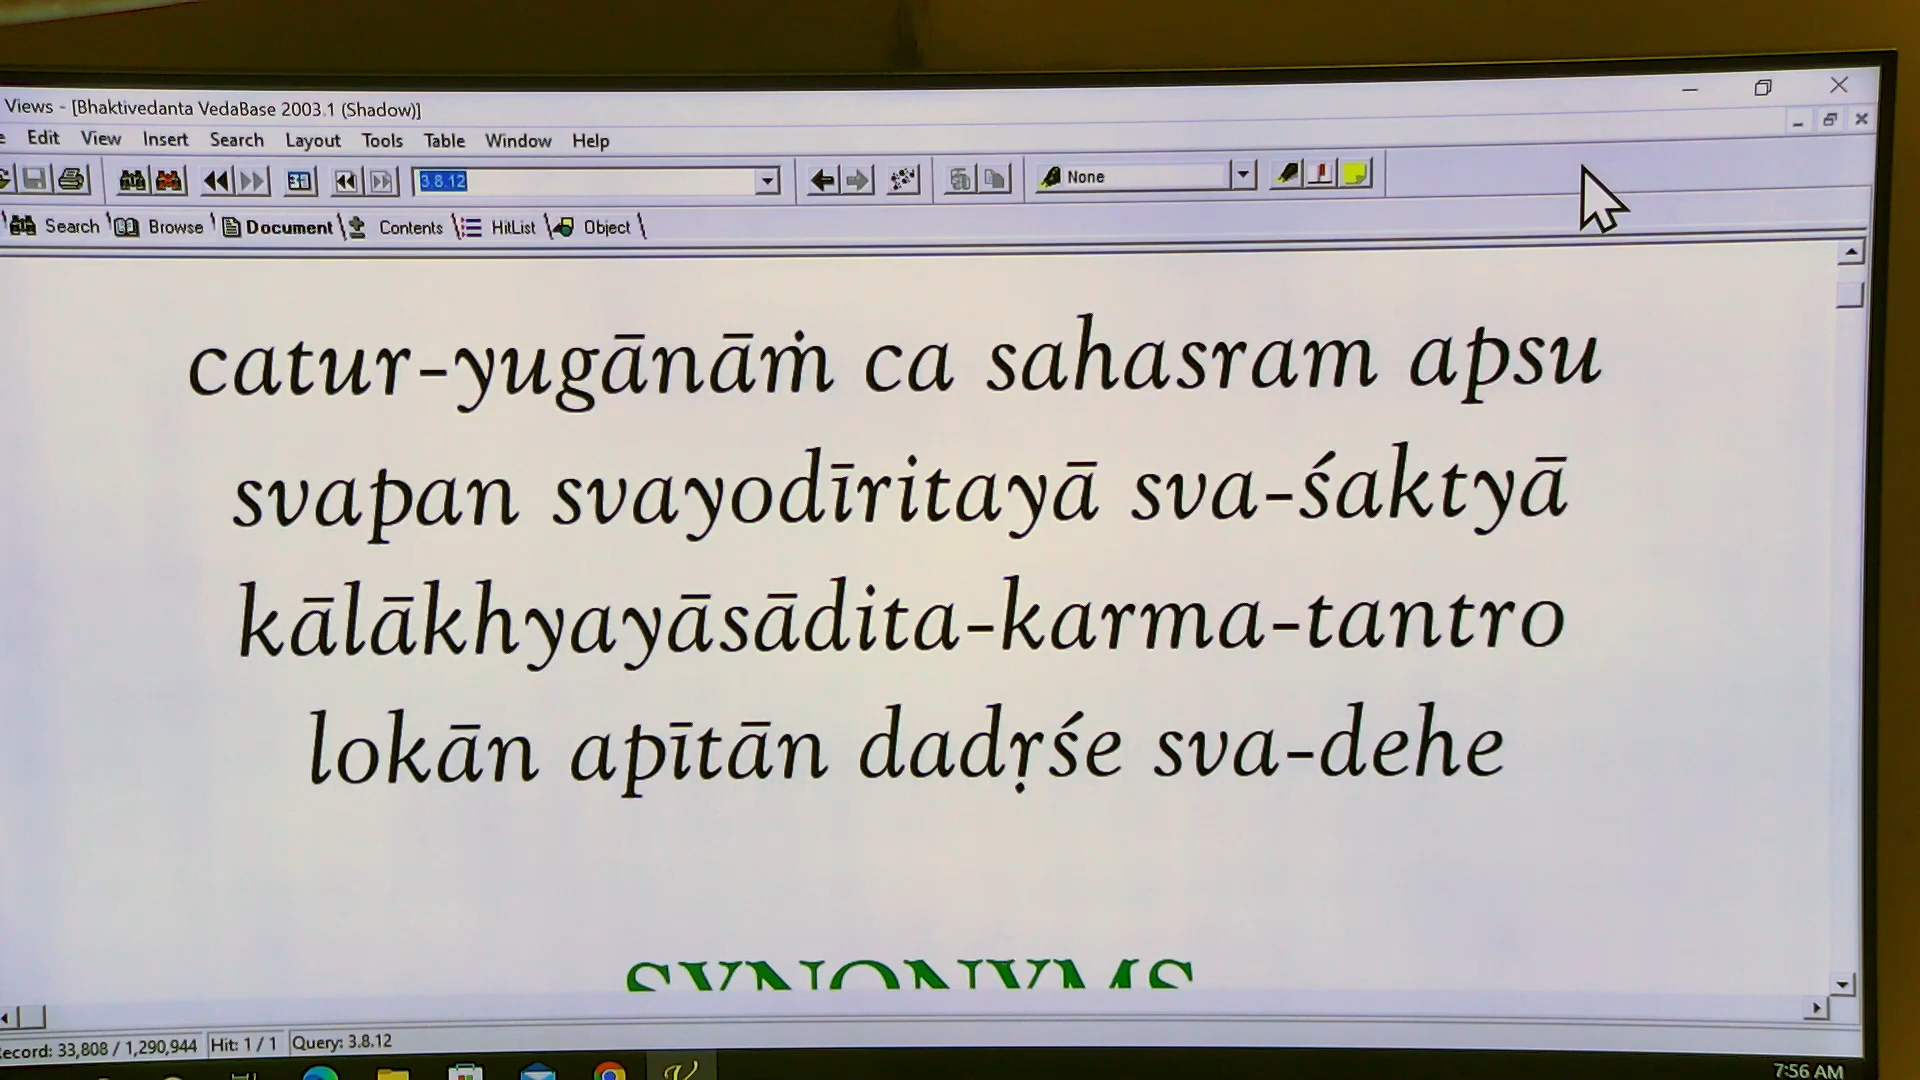 Views - [Bhaktivedanta VedaBase 2003.1 (Shadow)]
Edit View Insert Search Layout Tools Table Window Help
3.8.12 None
Search Browse Document Contents HitList Object
catur-yugānāṁ ca sahasram apsu
svapan svayodīritayā sva-śaktyā
kālākhyayāsādita-karma-tantro
lokān apītān dadṛśe sva-dehe
SYNONYMS
Record: 33,808 / 1,290,944 Hit: 1 / 1 Query: 3.8.12
7:56 AM